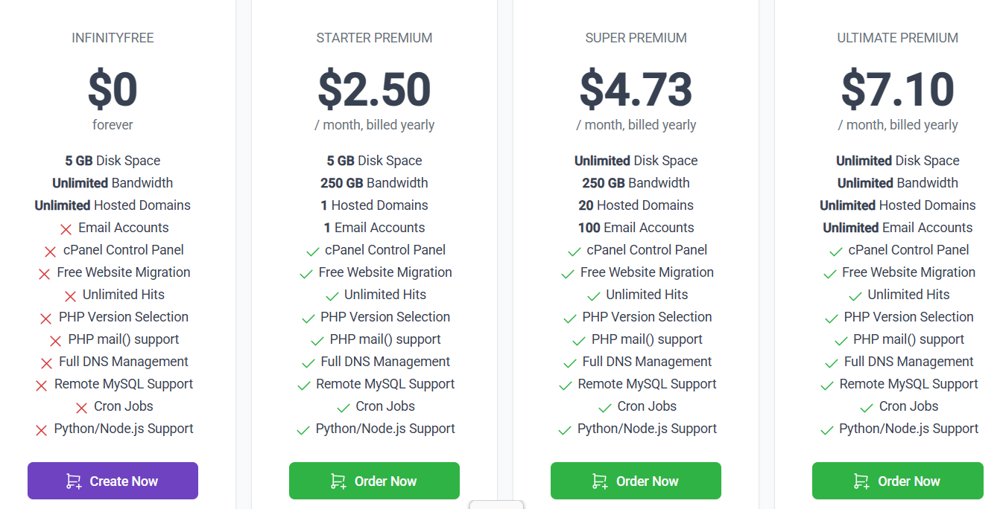 INFINITYFREE
$0
forever
5 GB Disk Space
Unlimited Bandwidth
Unlimited Hosted Domains
Email Accounts
cPanel Control Panel
Free Website Migration
Unlimited Hits
PHP Version Selection
PHP mail() support
Full DNS Management
Remote MySQL Support
Cron Jobs
Python/Node.js Support
Create Now
STARTER PREMIUM
$2.50
/ month, billed yearly
5 GB Disk Space
250 GB Bandwidth
1 Hosted Domains
1 Email Accounts
cPanel Control Panel
Free Website Migration
Unlimited Hits
PHP Version Selection
PHP mail() support
Full DNS Management
Remote MySQL Support
Cron Jobs
Python/Node.js Support
Order Now
SUPER PREMIUM
$4.73
/ month, billed yearly
Unlimited Disk Space
250 GB Bandwidth
20 Hosted Domains
100 Email Accounts
cPanel Control Panel
Free Website Migration
Unlimited Hits
PHP Version Selection
PHP mail() support
Full DNS Management
Remote MySQL Support
Cron Jobs
Python/Node.js Support
Order Now
ULTIMATE PREMIUM
$7.10
/ month, billed yearly
Unlimited Disk Space
Unlimited Bandwidth
Unlimited Hosted Domains
Unlimited Email Accounts
cPanel Control Panel
Free Website Migration
Unlimited Hits
PHP Version Selection
PHP mail() support
Full DNS Management
Remote MySQL Support
Cron Jobs
Python/Node.js Support
Order Now